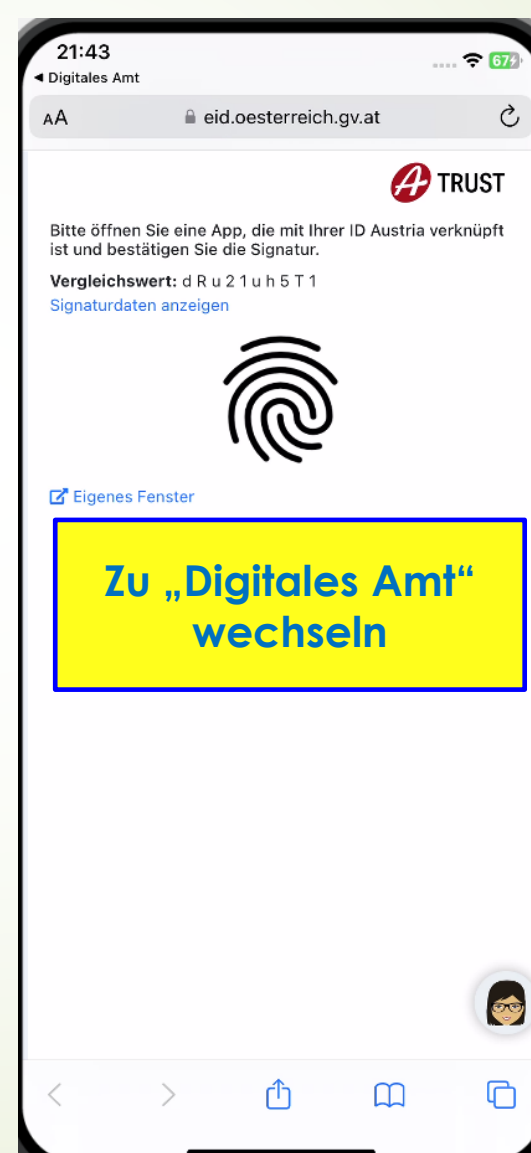 21:43
67
◀ Digitales Amt
AA eid.oesterreich.gv.at
A TRUST
Bitte öffnen Sie eine App, die mit Ihrer ID Austria verknüpft
ist und bestätigen Sie die Signatur.
Vergleichswert: d R u 2 1 u h 5 T 1
Signaturdaten anzeigen
Eigenes Fenster
Zu „Digitales Amt“
wechseln